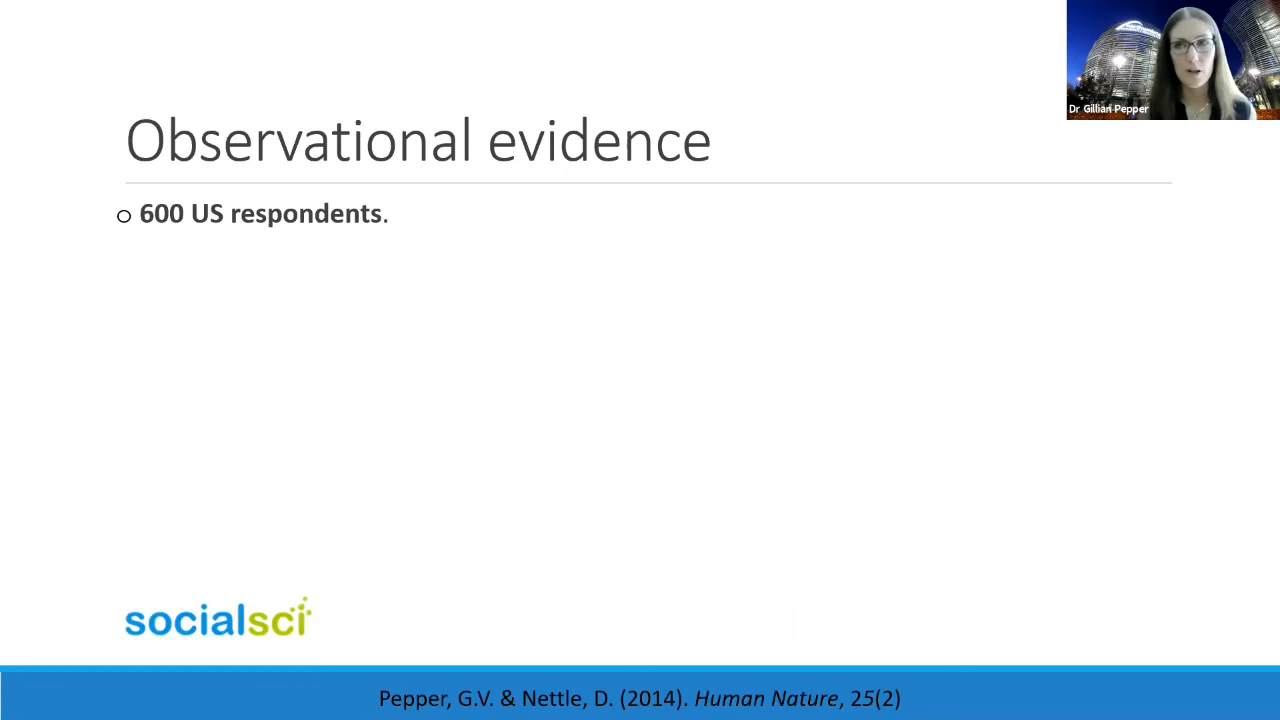 Dr Gillian Pepper
Observational evidence
600 US respondents.
socialsci
Pepper, G.V. & Nettle, D. (2014). Human Nature, 25(2)